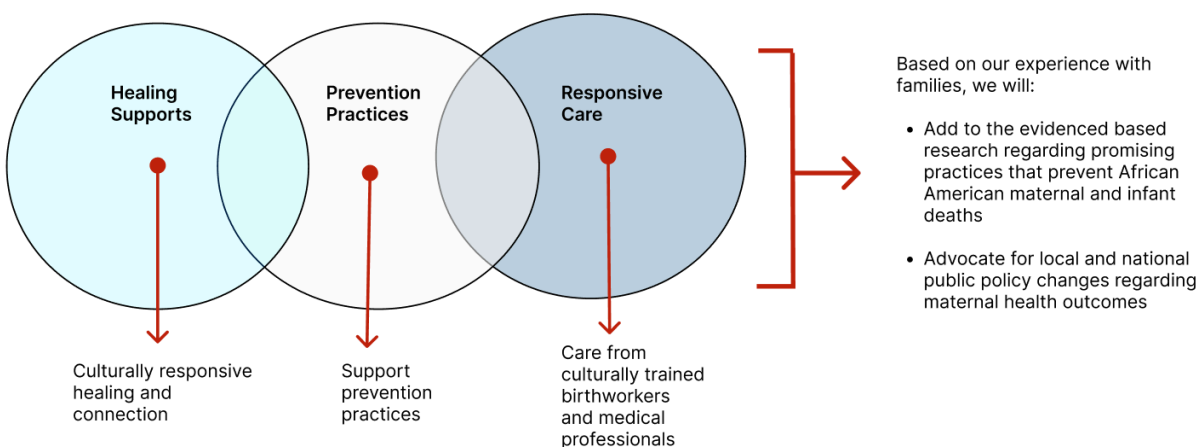 Healing
Supports
Prevention
Practices
Responsive
Care
Culturally responsive
healing and
connection
Support
prevention
practices
Care from
culturally trained
birthworkers
and medical
professionals
Based on our experience with
families, we will:
• Add to the evidenced based
research regarding promising
practices that prevent African
American maternal and infant
deaths
• Advocate for local and national
public policy changes regarding
maternal health outcomes